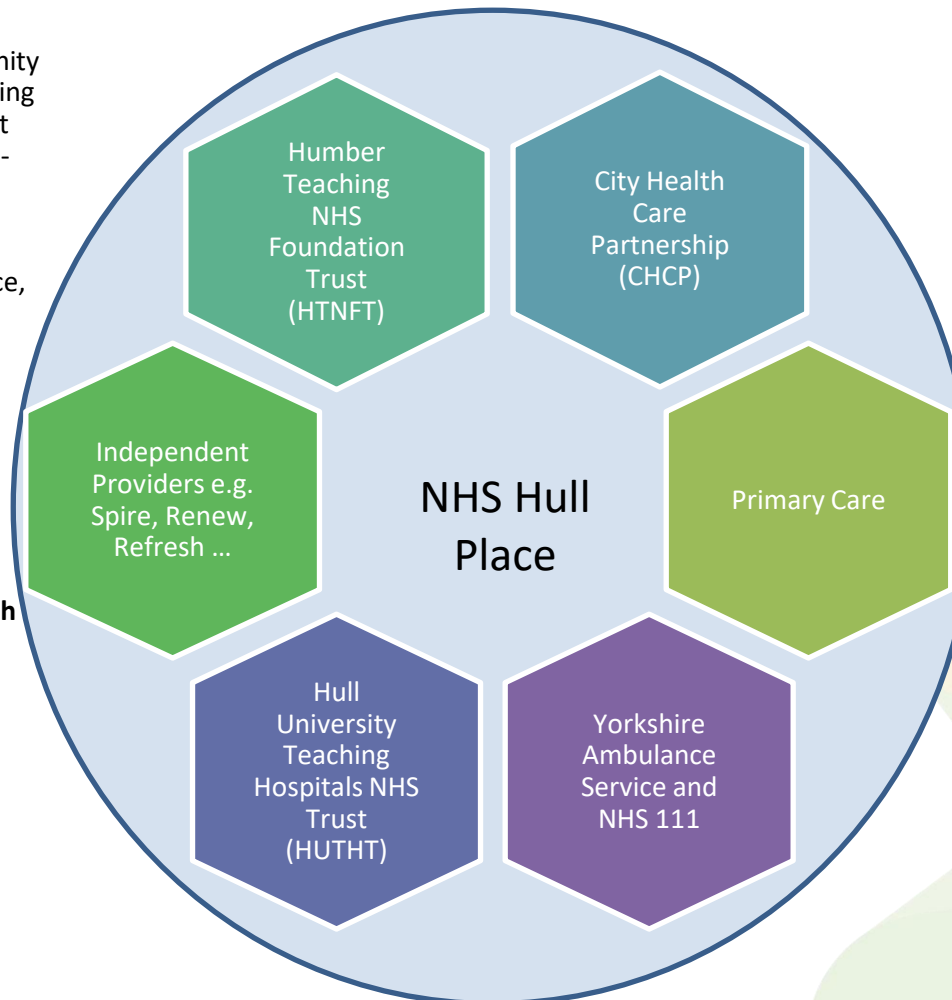 Humber
Teaching
NHS
Foundation
Trust
(HTNFT)
City Health
Care
Partnership
(CHCP)
Independent
Providers e.g.
Spire, Renew,
Refresh …
NHS Hull
Place
Primary Care
Hull
University
Teaching
Hospitals NHS
Trust
(HUTHT)
Yorkshire
Ambulance
Service and
NHS 111